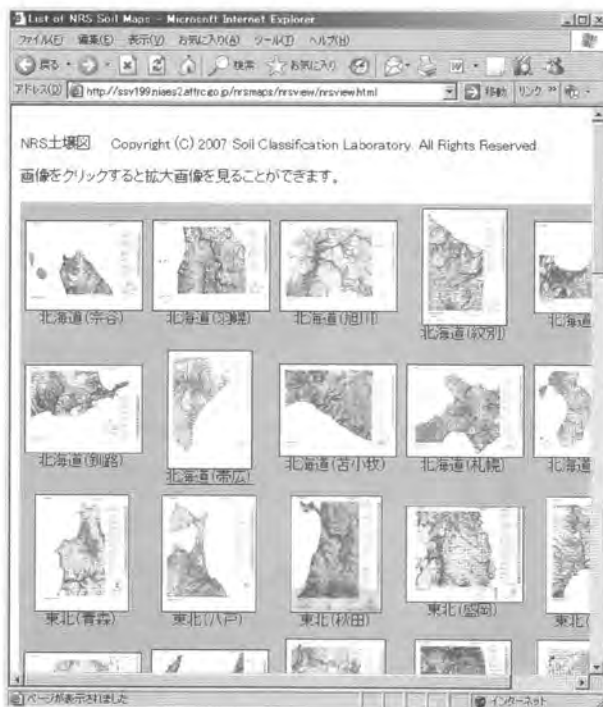 List of NRS Soil Maps - Microsoft Internet Explorer
ファイル(F) 編集(E) 表示(V) お気に入り(A) ツール(T) ヘルプ(H)
戻る 検索 お気に入り
アドレス(D) http://ssv199.niaes2.affrc.go.jp/nrsmaps/nrsview/nrsview.html 移動 リンク »
NRS土壌図 Copyright (C) 2007 Soil Classification Laboratory. All Rights Reserved
画像をクリックすると拡大画像を見ることができます。
北海道(宗谷) 北海道(羽幌) 北海道(旭川) 北海道(紋別) 北海道
北海道(釧路) 北海道(帯広) 北海道(苫小牧) 北海道(札幌) 北海道
東北(青森) 東北(八戸) 東北(秋田) 東北(盛岡) 東北(
ページが表示されました インターネット